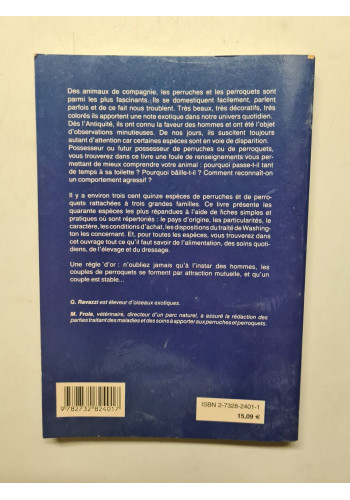 Des animaux de compagnie, les perruches et les perroquets sont
parmi les plus fascinants. Ils se domestiquent facilement, parlent
parfois et de ce fait nous troublent. Très beaux, très décoratifs, très
colorés ils apportent une note exotique dans notre univers quotidien.
Dès l'Antiquité, ils ont connu la faveur des hommes et ont été l'objet
d'observations minutieuses. De nos jours, ils suscitent toujours
autant d'attention car certaines espèces sont en voie de disparition.
Possesseur ou futur possesseur de perruches ou de perroquets,
vous trouverez dans ce livre une foule de renseignements vous per-
mettant de mieux comprendre votre animal : pourquoi passe-t-il tant
de temps à sa toilette ? Pourquoi bâille-t-il ? Comment reconnaît-on
un comportement agressif ?
Il y a environ trois cent quinze espèces de perruches et de perro-
quets rattachées à trois grandes familles. Ce livre présente les
quarante espèces les plus répandues à l'aide de fiches simples et
pratiques où sont répertoriés : le pays d'origine, les particularités, le
caractère, les conditions d'achat, les dispositions du traité de Washing-
ton les concernant. Et, pour toutes les espèces, vous trouverez dans
cet ouvrage tout ce qu'il faut savoir de l'alimentation, des soins quoti-
diens, de l'élevage et du dressage.
Une règle d'or : n'oubliez jamais qu'à l'instar des hommes, les
couples de perroquets se forment par attraction mutuelle, et qu'un
couple est stable...
G. Ravazzi est éleveur d'oiseaux exotiques.
M. Frola, vétérinaire, directeur d'un parc naturel, a assuré la rédaction des
parties traitant des maladies et des soins à apporter aux perruches et perroquets.
9 782732 824017
ISBN 2-7328-2401-1
15,09 €